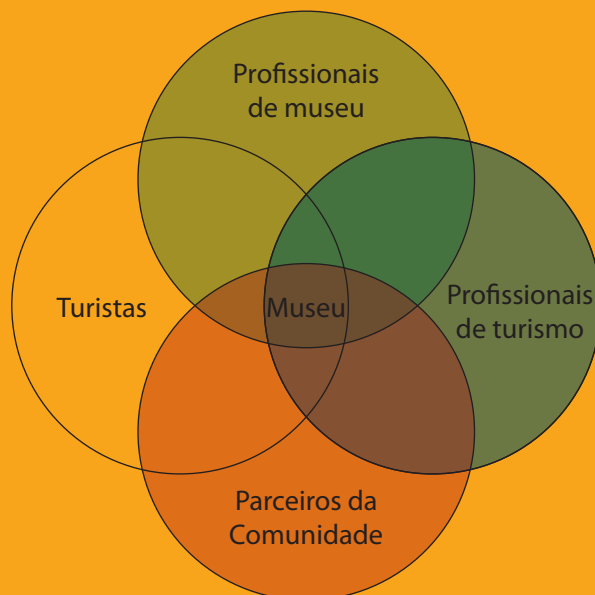 Profissionais
de museu
Turistas
Museu
Profissionais
de turismo
Parceiros da
Comunidade